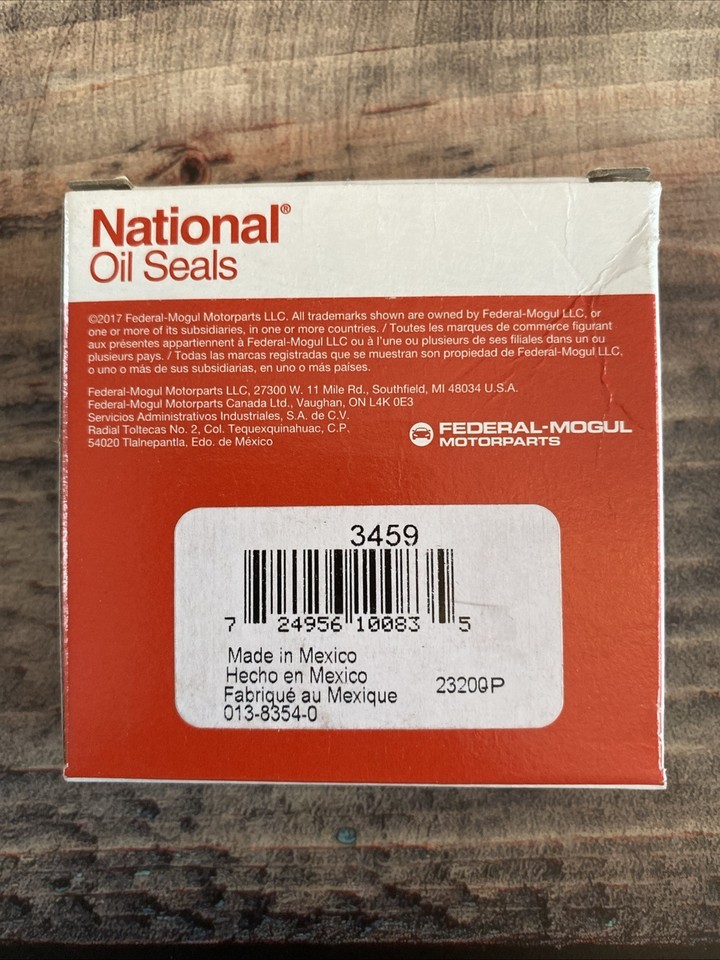 National®
Oil Seals
©2017 Federal-Mogul Motorparts LLC. All trademarks shown are owned by Federal-Mogul LLC, or
one or more of its subsidiaries, in one or more countries. / Toutes les marques de commerce figurant
aux présentes appartiennent à Federal-Mogul LLC ou à l'une ou plusieurs de ses filiales dans un ou
plusieurs pays. / Todas las marcas registradas que se muestran son propiedad de Federal-Mogul LLC,
o uno o más de sus subsidiarias, en uno o más países.
Federal-Mogul Motorparts LLC, 27300 W. 11 Mile Rd., Southfield, MI 48034 U.S.A.
Federal-Mogul Motorparts Canada Ltd., Vaughan, ON L4K 0E3
Servicios Administrativos Industriales, S.A. de C.V.
Radial Toltecas No. 2, Col. Tequexquinahuac, C.P.
54020 Tlalnepantla, Edo. de México
FEDERAL-MOGUL
MOTORPARTS
3459
7 24956 10083 5
Made in Mexico
Hecho en Mexico
Fabriqué au Mexique
013-8354-0
2320QP